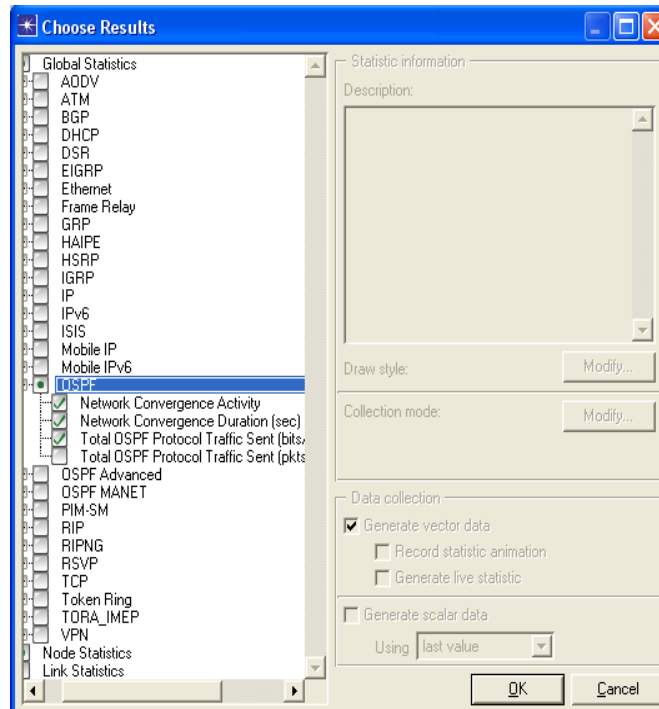 Choose Results
Global Statistics
AODV
ATM
BGP
DHCP
DSR
EIGRP
Ethernet
Frame Relay
GRP
HAIPE
HSRP
IGRP
IP
IPv6
ISIS
Mobile IP
Mobile IPv6
OSPF
Network Convergence Activity
Network Convergence Duration (sec)
Total OSPF Protocol Traffic Sent (bits/
Total OSPF Protocol Traffic Sent (pkts
OSPF Advanced
OSPF MANET
PIM-SM
RIP
RIPNG
RSVP
TCP
Token Ring
TORA_IMEP
VPN
Node Statistics
Link Statistics
Statistic information
Description:
Draw style:
Modify...
Collection mode:
Modify...
Data collection
Generate vector data
Record statistic animation
Generate live statistic
Generate scalar data
Using last value
OK
Cancel